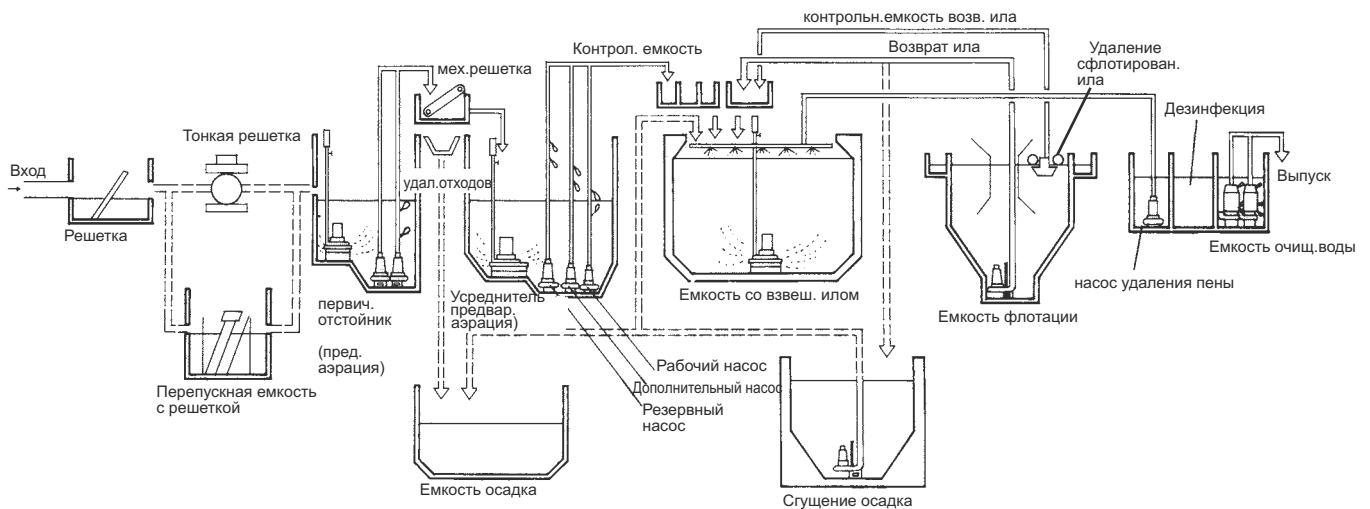 контрольн.емкость возв. ила
Контрол. емкость
Возврат ила
Удаление
сфлотирован.
ила
мех.решетка
Дезинфекция
Тонкая решетка
Вход
удал.отходов
Выпуск
Решетка
Емкость очищ.воды
насос удаления пены
Емкость со взвеш. илом
Емкость флотации
первич.
отстойник
(пред.
аэрация)
Усреднитель
предвар.
аэрация)
Рабочий насос
Дополнительный насос
Резервный
насос
Перепускная емкость
с решеткой
Емкость осадка
Сгущение осадка